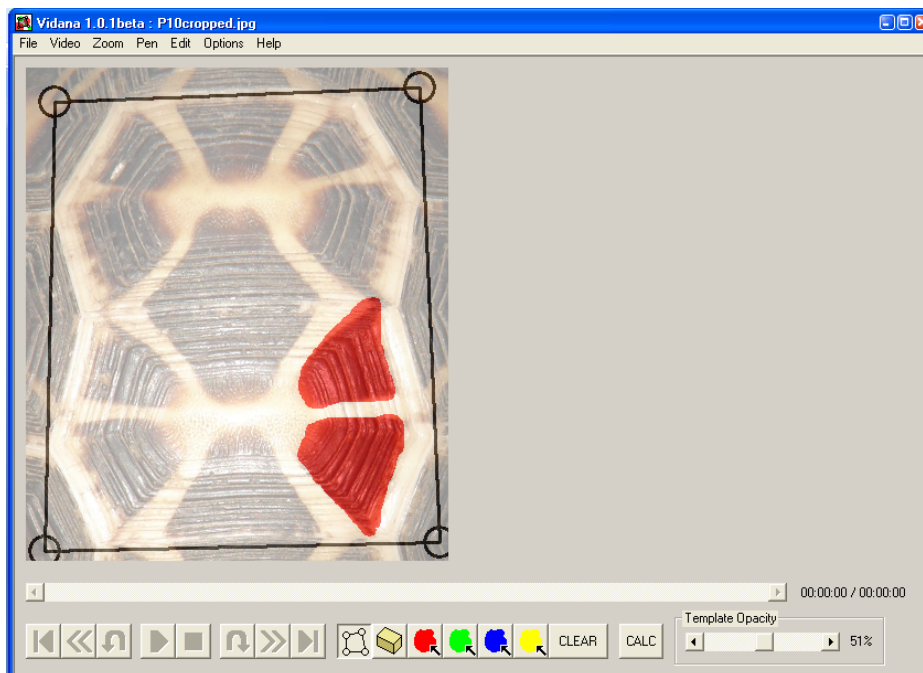 Vidana 1.0.1beta : P10cropped.jpg
File Video Zoom Pen Edit Options Help
00:00:00 / 00:00:00
Template Opacity
CLEAR CALC 51%